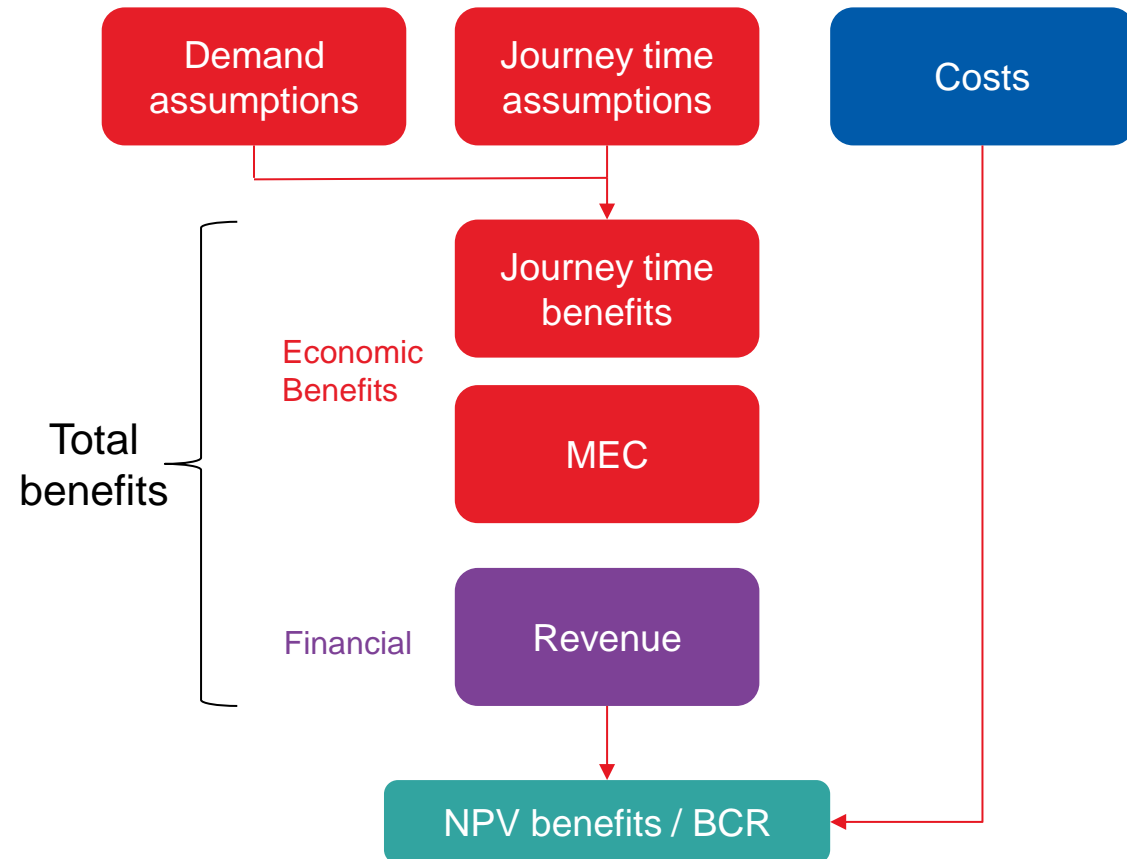 Demand
assumptions
Journey time
assumptions
Costs
Journey time
benefits
Economic
Benefits
MEC
Total
benefits
Financial
Revenue
NPV benefits / BCR